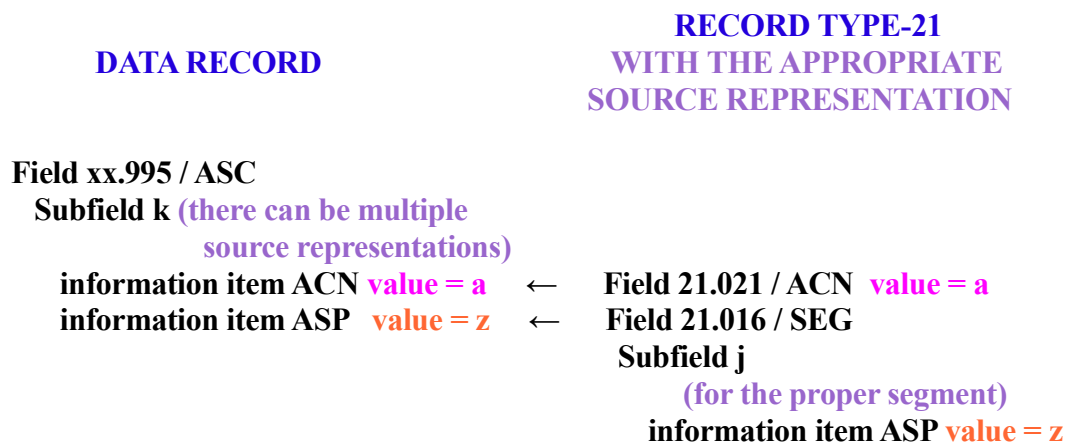 DATA RECORD
RECORD TYPE-21
WITH THE APPROPRIATE
SOURCE REPRESENTATION
Field xx.995 / ASC
Subfield k (there can be multiple
source representations)
information item ACN value = a ← Field 21.021 / ACN value = a
information item ASP value = z ← Field 21.016 / SEG
Subfield j
(for the proper segment)
information item ASP value = z